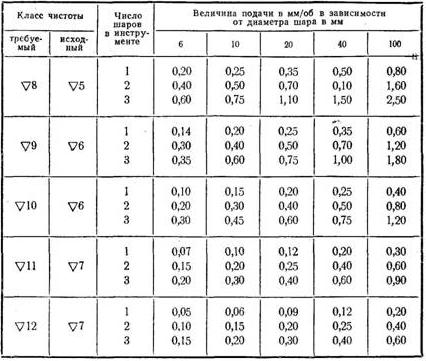 Класс чистоты Число шаров в инстру- менте Величина подачи в мм/об в зависимости от диаметра шара в мм
требуе- мый исход- ный 6 10 20 40 100
▽8 ▽5 1 0,20 0,25 0,35 0,50 0,80
2 0,40 0,50 0,70 0,10 1,60
3 0,60 0,75 1,10 1,50 2,50
▽9 ▽6 1 0,14 0,20 0,25 0,35 0,60
2 0,30 0,40 0,50 0,70 1,20
3 0,35 0,60 0,75 1,00 1,80
▽10 ▽6 1 0,10 0,15 0,20 0,25 0,40
2 0,20 0,30 0,40 0,50 0,80
3 0,30 0,45 0,60 0,75 1,20
▽11 ▽7 1 0,07 0,10 0,12 0,20 0,30
2 0,15 0,20 0,25 0,40 0,60
3 0,20 0,30 0,40 0,60 0,90
▽12 ▽7 1 0,05 0,06 0,09 0,12 0,20
2 0,10 0,15 0,20 0,25 0,40
3 0,15 0,20 0,30 0,40 0,60